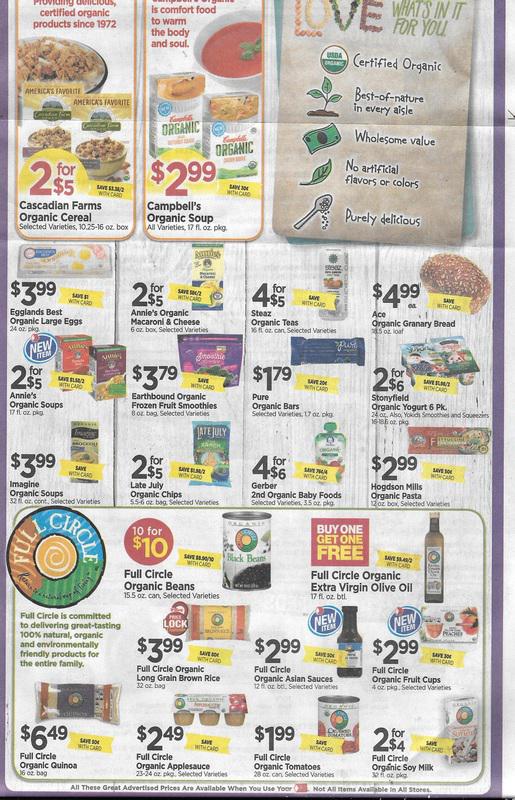 Providing delicious,
certified organic
products since 1972
AMERICA'S FAVORITE
AMERICA'S FAVORITE
2 for $5
SAVE $3.38/2
WITH CARD
Cascadian Farms
Organic Cereal
Selected Varieties, 10.25-16 oz. box
Campbell's Organic
is comfort food
to warm
the body
and soul.
Campbell's
ORGANIC
Campbell's
ORGANIC
$2.99
SAVE 30¢
WITH CARD
Campbell's
Organic Soup
All Varieties, 17 fl. oz. pkg.
LOVE
WHAT'S IN IT
FOR YOU
USDA
ORGANIC
Certified Organic
Best-of-nature
in every aisle
Wholesome value
No artificial
flavors or colors
Purely delicious
$3.99
SAVE $1
WITH CARD
Egglands Best
Organic Large Eggs
24 oz. pkg.
2 for $5
WITH CARD
Annie's Organic
Macaroni & Cheese
6 oz. box, Selected Varieties
steaz
4 for $5
SAVE
WITH CARD
Steaz
Organic Teas
16 fl. oz. can, Selected Varieties
$4.99 ea.
SAVE
WITH CARD
Ace
Organic Granary Bread
18.5 oz. loaf
NEW
ITEM
Annie's
2 for $5
SAVE $1.58/2
WITH CARD
Annie's
Organic Soups
17 fl. oz. pkg.
Smoothie
$3.79
SAVE
WITH CARD
Earthbound Organic
Frozen Fruit Smoothies
8 oz. bag, Selected Varieties
pure
$1.79
SAVE 20¢
WITH CARD
Pure
Organic Bars
Selected Varieties, 1.7 oz. pkg.
2 for $6
SAVE $1.58/2
WITH CARD
Stonyfield
Organic Yogurt 6 Pk.
24 oz., Also, Yokids Smoothies and Squeezers
16-18.6 oz. pkg.
Imagine
$3.99
SAVE
WITH CARD
Imagine
Organic Soups
32 fl. oz. cont., Selected Varieties
LATE JULY
2 for $5
SAVE $1.98/2
WITH CARD
Late July
Organic Chips
5.5-6 oz. bag, Selected Varieties
ORGANIC
4 for $6
SAVE 76¢/4
WITH CARD
Gerber
2nd Organic Baby Foods
Selected Varieties, 3.5 oz. pkg.
$2.99
SAVE 50¢
WITH CARD
Hogdson Mills
Organic Pasta
12 oz. box, Selected Varieties
FULL CIRCLE
Full Circle is committed
to delivering great-tasting
100% natural, organic
and environmentally
friendly products for
the entire family.
10 for
$10
SAVE $8.90/10
WITH CARD
ORGANIC
Black Beans
Full Circle
Organic Beans
15.5 oz. can, Selected Varieties
BUY ONE
GET ONE
FREE
WITH CARD
Full Circle Organic
Extra Virgin Olive Oil
17 fl. oz. btl.
PRICE
LOCK
$3.99
SAVE 50¢
WITH CARD
Full Circle Organic
Long Grain Brown Rice
32 oz. bag
NEW
ITEM
$2.99
SAVE 50¢
WITH CARD
Full Circle
Organic Asian Sauces
12 fl. oz. btl., Selected Varieties
NEW
ITEM
$2.99
SAVE 50¢
WITH CARD
Full Circle
Organic Fruit Cups
4 oz. pkg., Selected Varieties
$6.49
SAVE 50¢
WITH CARD
Full Circle
Organic Quinoa
16 oz. bag
$2.49
SAVE 50¢
WITH CARD
Full Circle
Organic Applesauce
23-24 oz. pkg., Selected Varieties
$1.99
SAVE 50¢
WITH CARD
Full Circle
Organic Tomatoes
28 oz. can, Selected Varieties
2 for $4
WITH CARD
Full Circle
Organic Soy Milk
32 fl. oz. pkg.
All These Great Advertised Prices Are Available When You Use Your
Not All Items Available In All Stores.